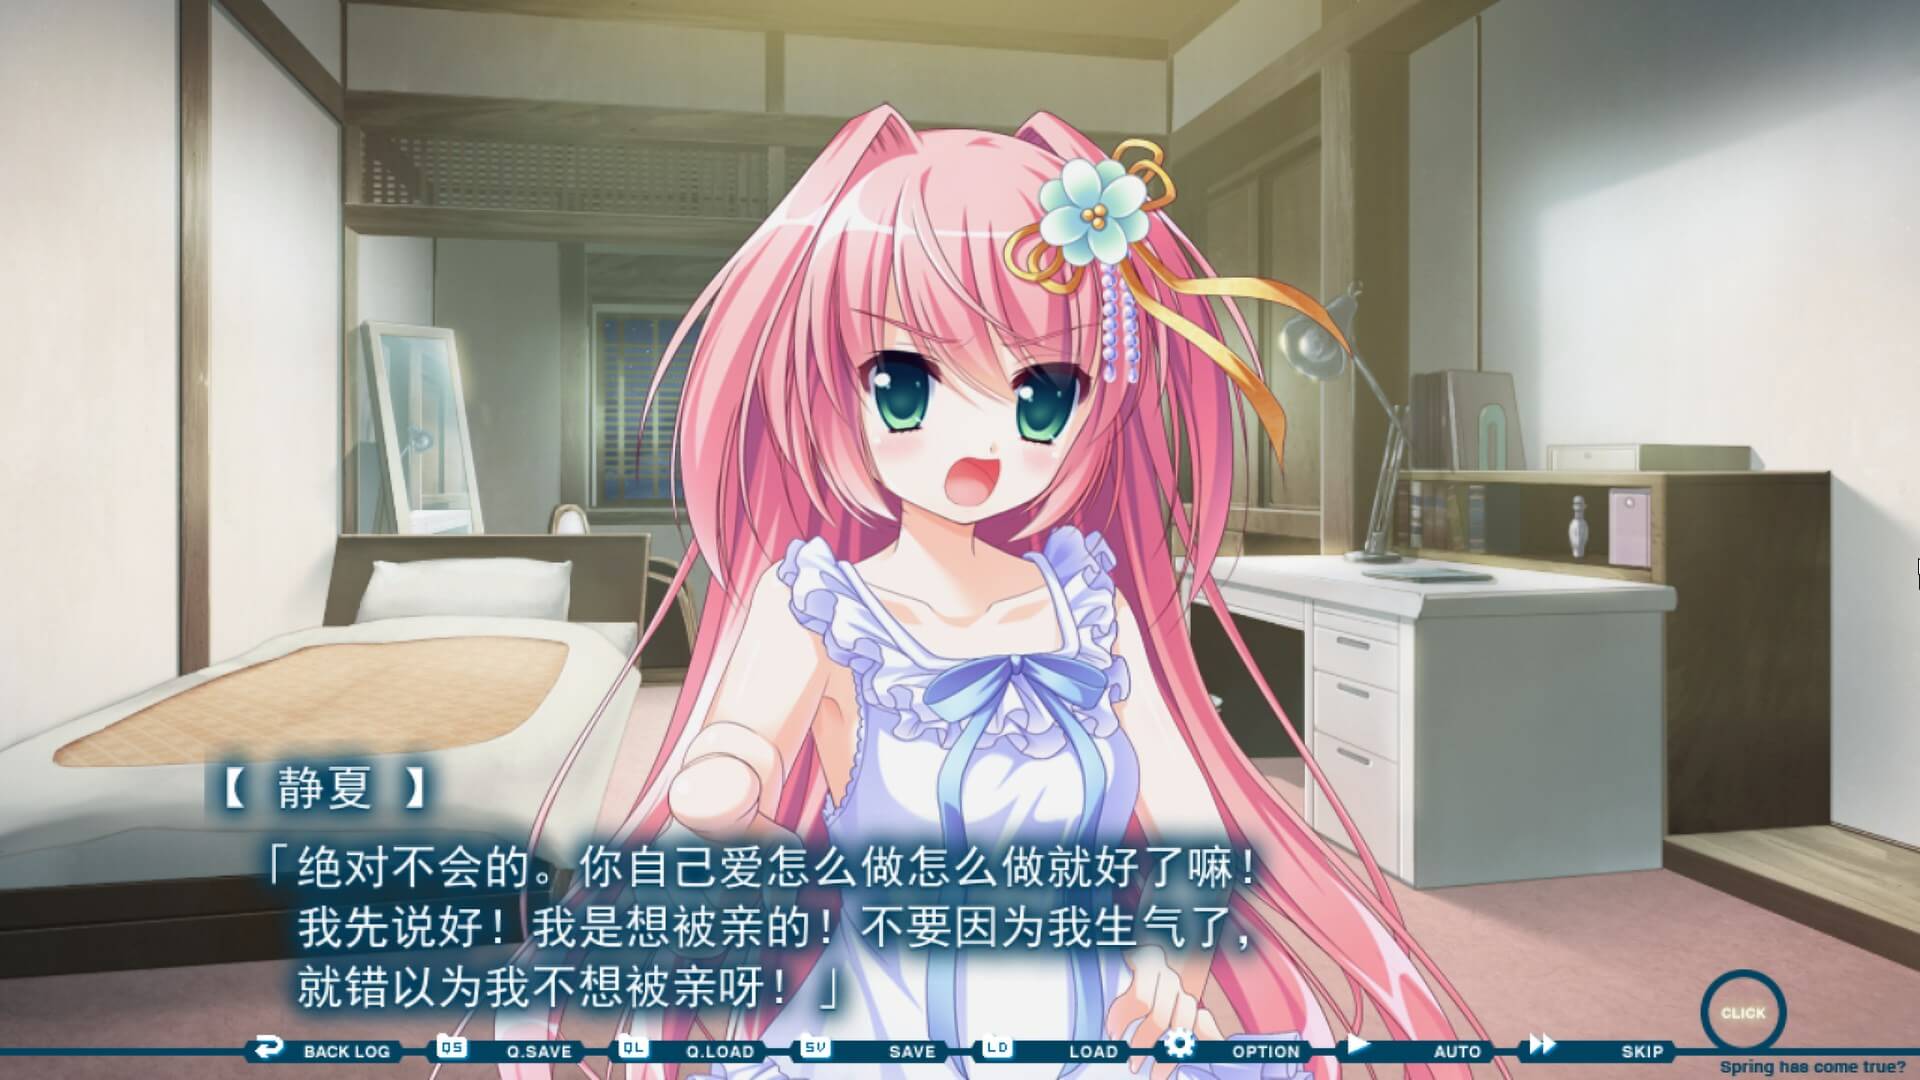 【 静夏 】
「绝对不会的。你自己爱怎么做怎么做就好了嘛！
我先说好！我是想被亲的！不要因为我生气了，
就错以为我不想被亲呀！」
CLICK
BACK LOG
QS Q.SAVE
QL Q.LOAD
SV SAVE
LD LOAD
OPTION
AUTO
SKIP
Spring has come true?